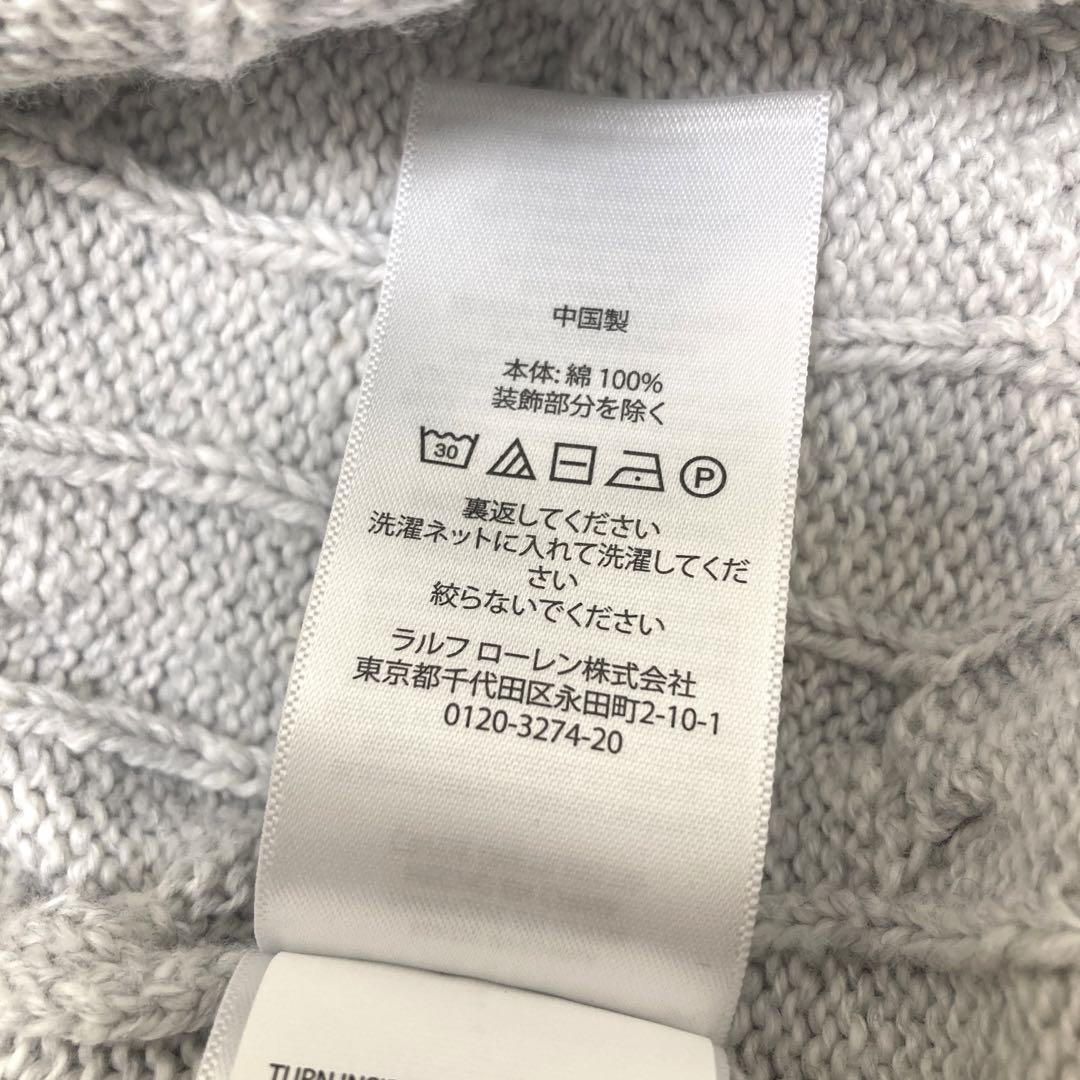 中国製
本体: 綿 100%
装飾部分を除く
30 P
裏返してください
洗濯ネットに入れて洗濯してくだ
さい
絞らないでください
ラルフ ローレン株式会社
東京都千代田区永田町2-10-1
0120-3274-20
TURN